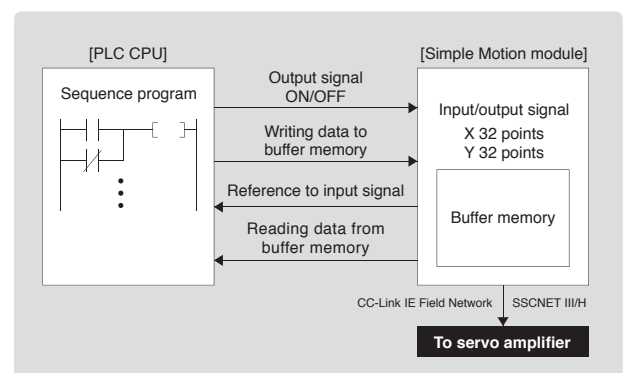 [PLC CPU]
Sequence program
Output signal
ON/OFF
Writing data to
buffer memory
Reference to input signal
Reading data from
buffer memory
[Simple Motion module]
Input/output signal
X 32 points
Y 32 points
Buffer memory
CC-Link IE Field Network
SSCNET III/H
To servo amplifier